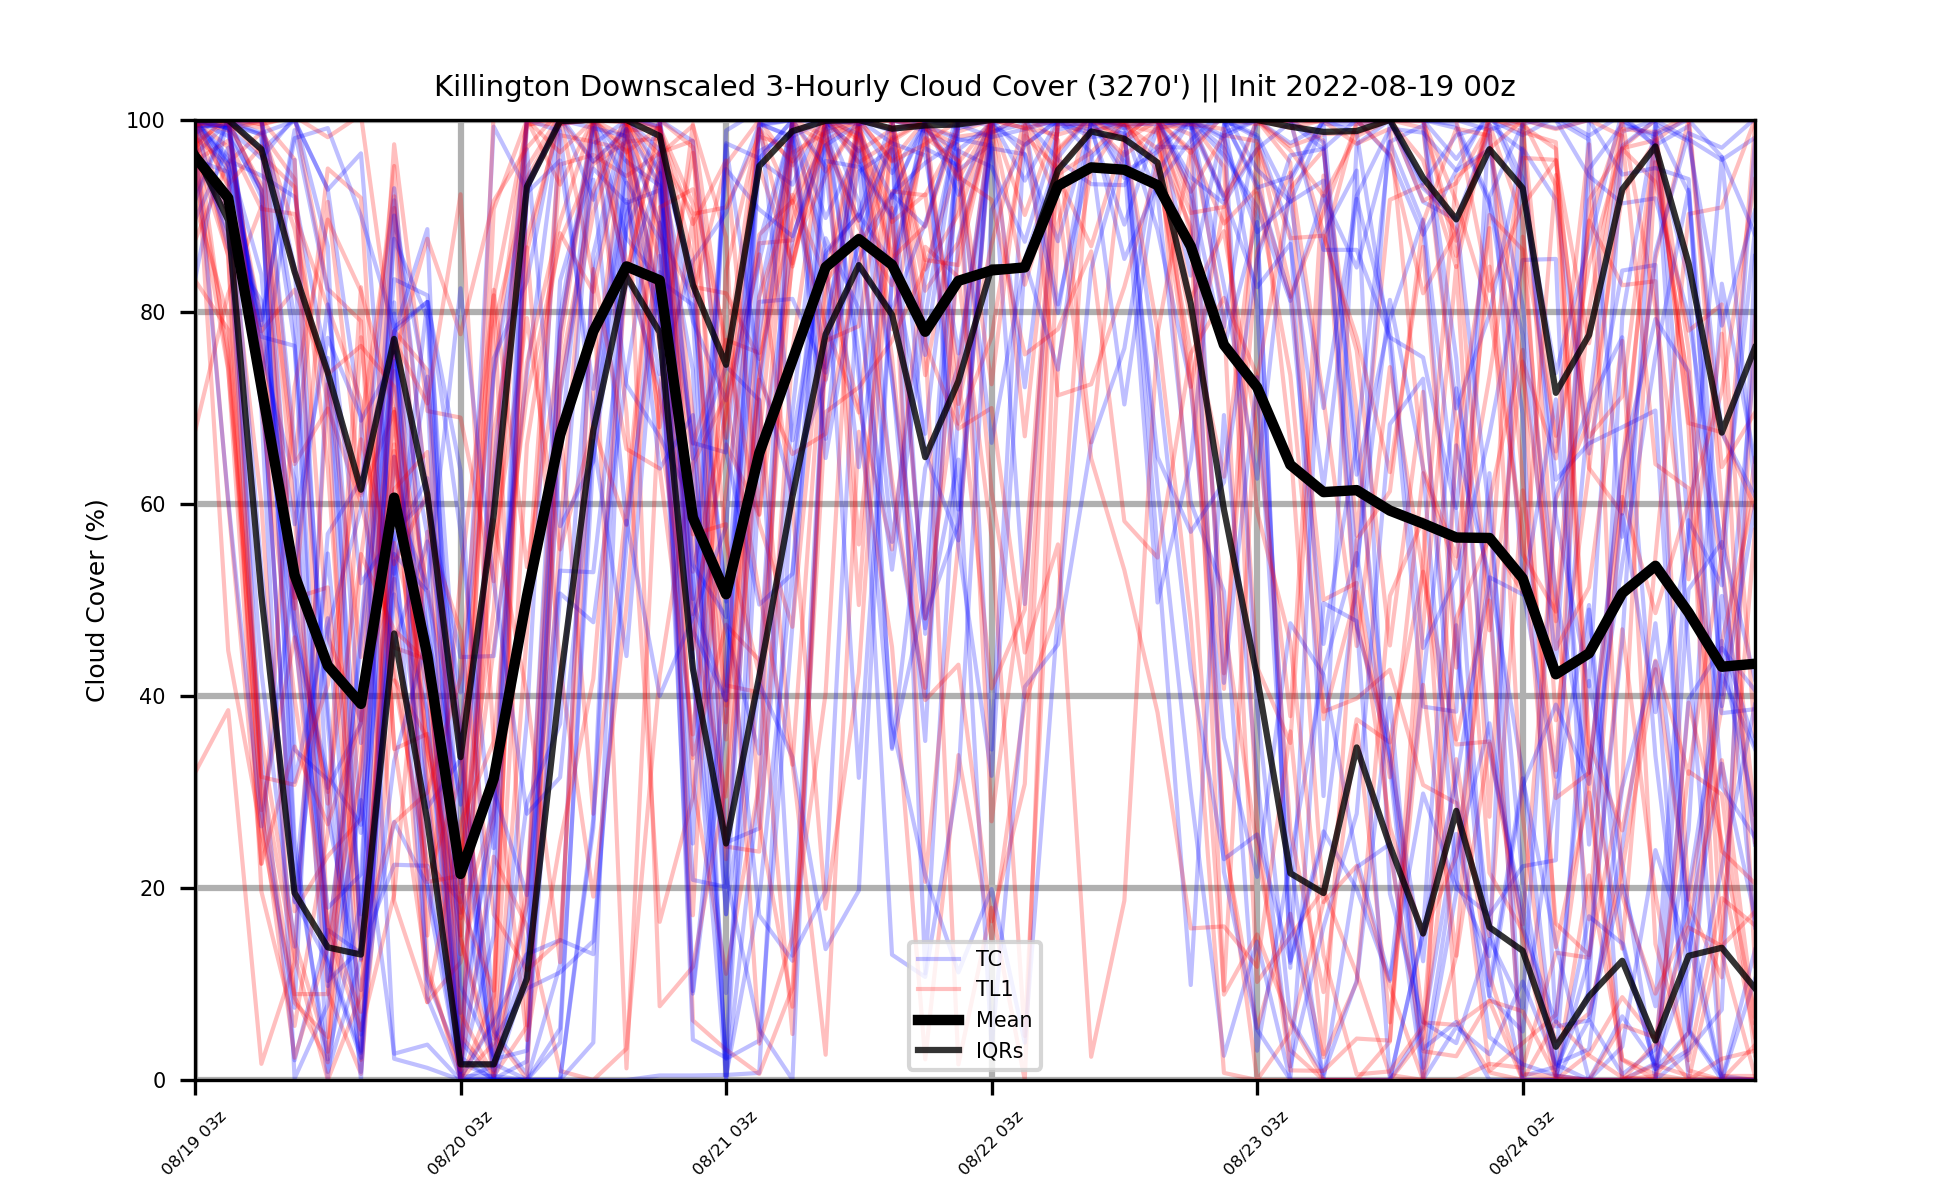 Killington Downscaled 3-Hourly Cloud Cover (3270') || Init 2022-08-19 00z
Cloud Cover (%)
100
80
60
40
20
0
TC
TL1
Mean
IQRs
08/19 03z
08/20 03z
08/21 03z
08/22 03z
08/23 03z
08/24 03z